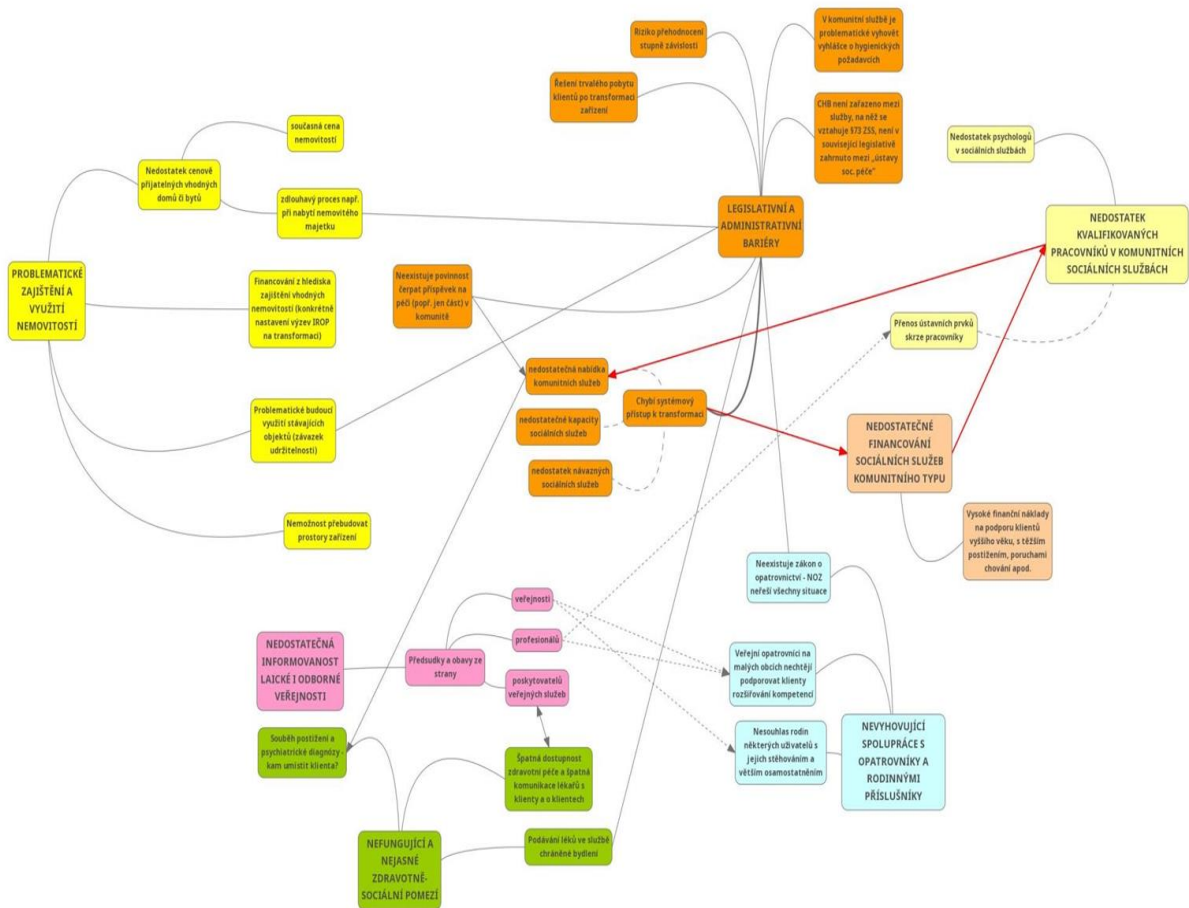 Riziko přehodnocení
stupně závislosti
V komunitní službě je
problematické vyhovět
vyhlášce o hygienických
požadavcích
Řešení trvalého pobytu
klientů po transformaci
zařízení
CHB není zařazeno mezi
služby, na něž se
vztahuje §73 ZSS, není v
související legislativě
zahrnuto mezi „ústavy
soc. péče"
současná cena
nemovitostí
Nedostatek psychologů
v sociálních službách
Nedostatek cenově
přijatelných vhodných
domů či bytů
zdlouhavý proces např.
při nabytí nemovitého
majetku
LEGISLATIVNÍ A
ADMINISTRATIVNÍ
BARIÉRY
NEDOSTATEK
KVALIFIKOVANÝCH
PRACOVNÍKŮ V KOMUNITNÍCH
SOCIÁLNÍCH SLUŽBÁCH
PROBLEMATICKÉ
ZAJIŠTĚNÍ A
VYUŽITÍ
NEMOVITOSTÍ
Financování z hlediska
zajištění vhodných
nemovitostí (konkrétně
nastavení výzev IROP
na transformaci)
Neexistuje povinnost
čerpat příspěvek na
péči (popř. jen část) v
komunitě
Přenos ústavních prvků
skrze pracovníky
nedostatečná nabídka
komunitních služeb
Chybí systémový
přístup k transformaci
nedostatečné kapacity
sociálních služeb
nedostatek návazných
sociálních služeb
Problematické budoucí
využití stávajících
objektů (závazek
udržitelnosti)
NEDOSTATEČNÉ
FINANCOVÁNÍ
SOCIÁLNÍCH SLUŽEB
KOMUNITNÍHO TYPU
Nemožnost přebudovat
prostory zařízení
Vysoké finanční náklady
na podporu klientů
vyššího věku, s těžším
postižením, poruchami
chování apod.
Neexistuje zákon o
opatrovnictví - NOZ
neřeší všechny situace
veřejnosti
profesionálů
NEDOSTATEČNÁ
INFORMOVANOST
LAICKÉ I ODBORNÉ
VEŘEJNOSTI
Předsudky a obavy ze
strany
poskytovatelů
veřejných služeb
Veřejní opatrovníci na
malých obcích nechtějí
podporovat klienty
rozšiřování kompetencí
Souběh postižení a
psychiatrické diagnózy -
kam umístit klienta?
Špatná dostupnost
zdravotní péče a špatná
komunikace lékařů s
klienty a o klientech
Nesouhlas rodin
některých uživatelů s
jejich stěhováním a
větším osamostatněním
NEVYHOVUJÍCÍ
SPOLUPRÁCE S
OPATROVNÍKY A
RODINNÝMI
PŘÍSLUŠNÍKY
NEFUNGUJÍCÍ A
NEJASNÉ
ZDRAVOTNĚ-
SOCIÁLNÍ POMEZÍ
Podávání léků ve službě
chráněné bydlení